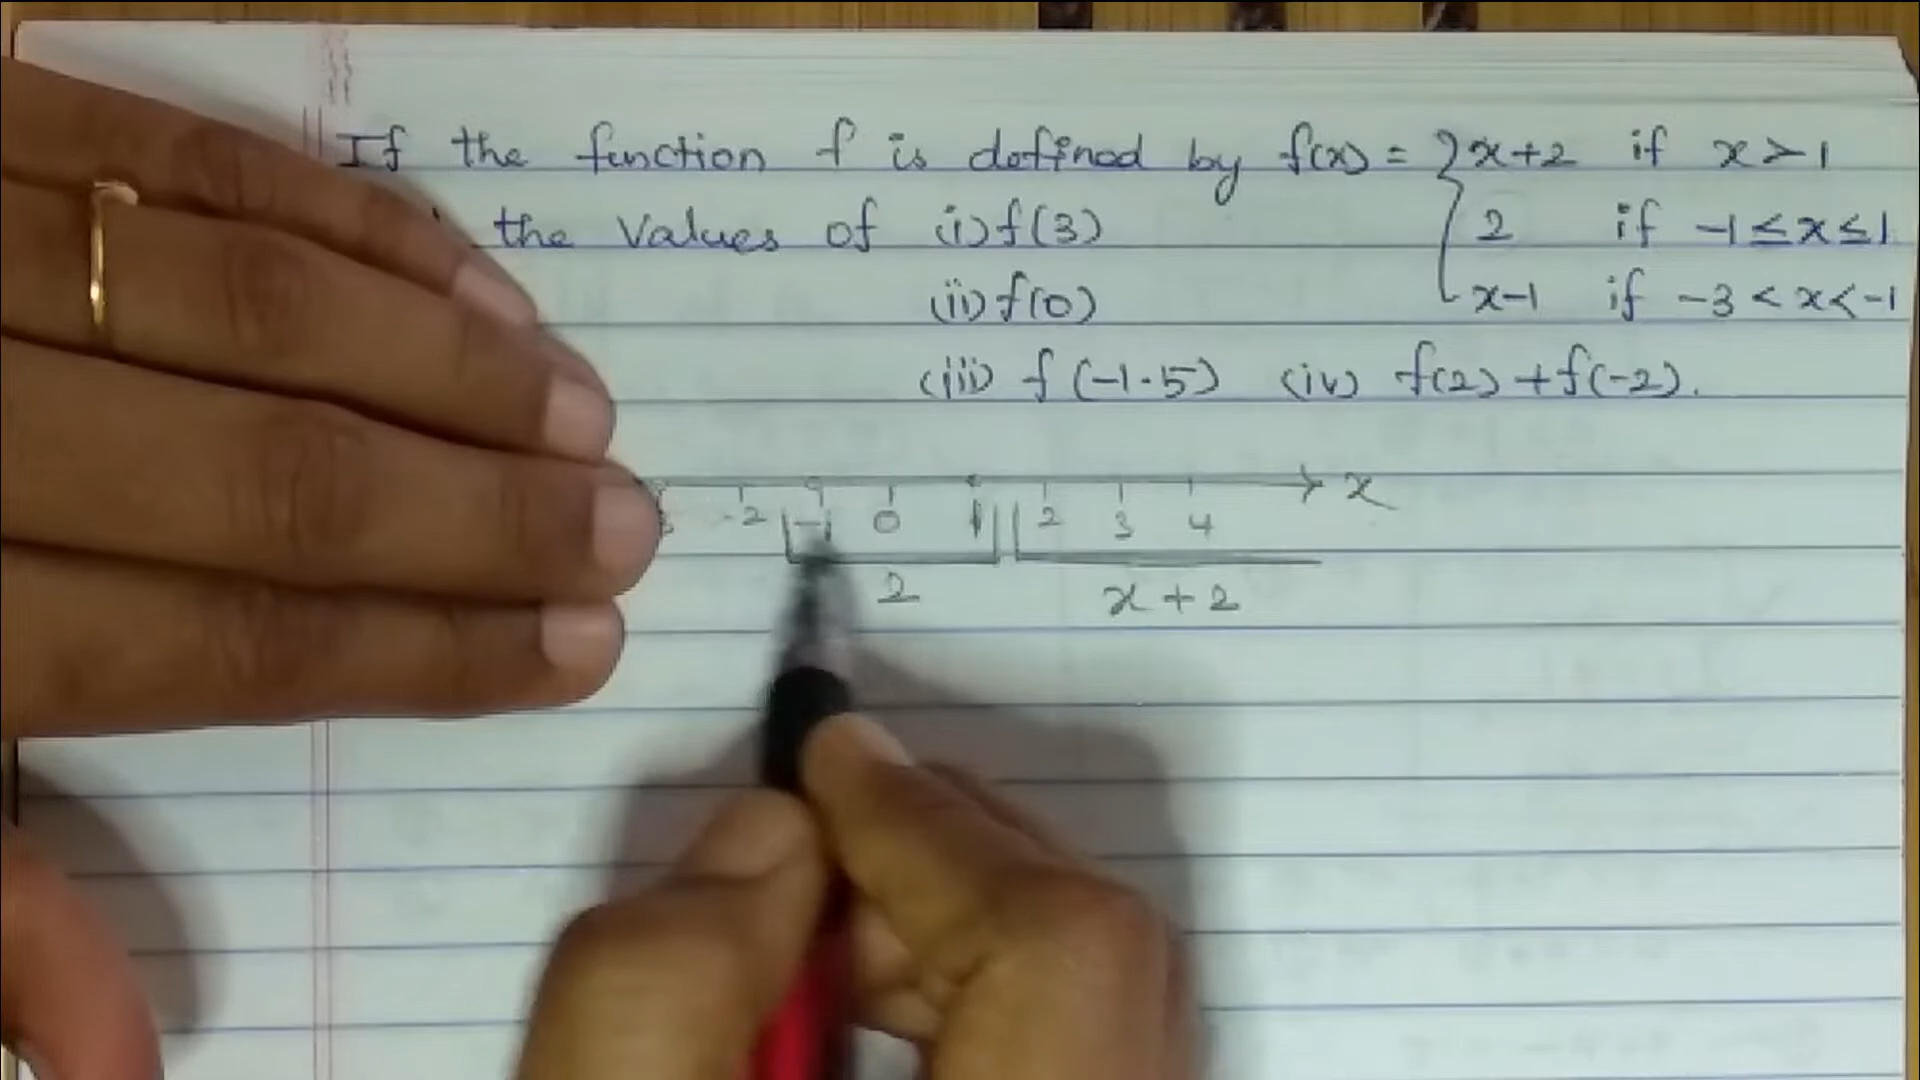 If the function f is defined by f(x) = { x+2 if x > 1
the values of (i) f(3) 2 if -1 ≤ x ≤ 1
(ii) f(0) x-1 if -3 < x < -1
(iii) f(-1.5) (iv) f(2) + f(-2).
x
-2 -1 0 1 2 3 4
2 x + 2